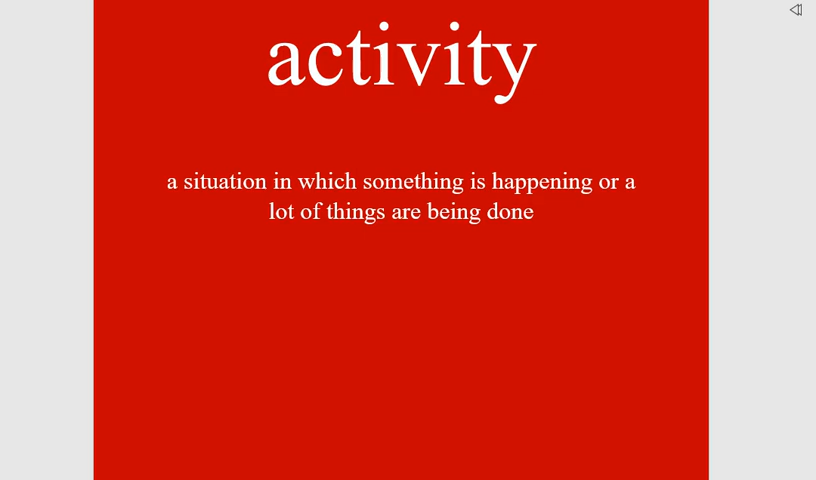 activity
a situation in which something is happening or a
lot of things are being done